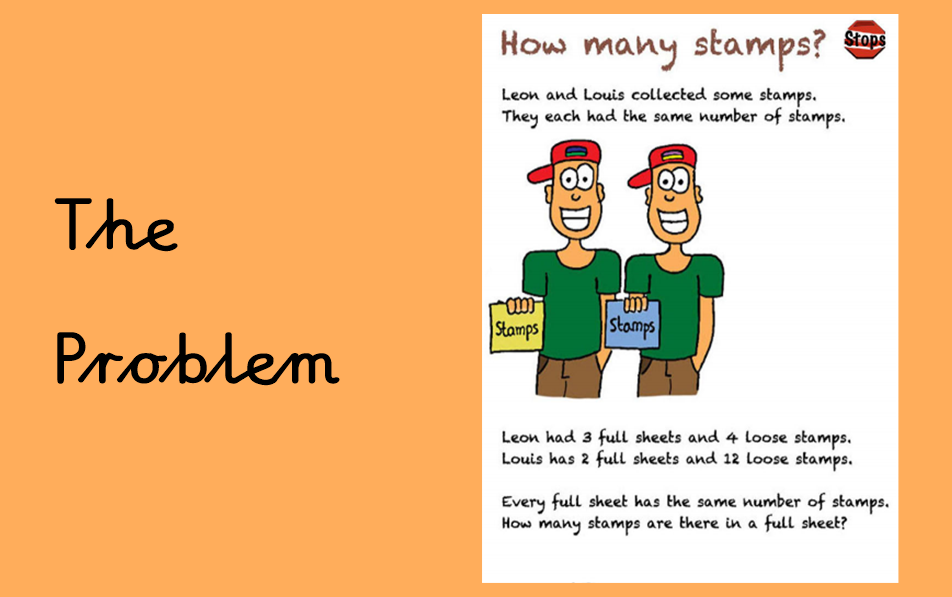 The
Problem
How many stamps?
Stops
Leon and Louis collected some stamps.
They each had the same number of stamps.
Stamps
Stamps
Leon had 3 full sheets and 4 loose stamps.
Louis has 2 full sheets and 12 loose stamps.
Every full sheet has the same number of stamps.
How many stamps are there in a full sheet?